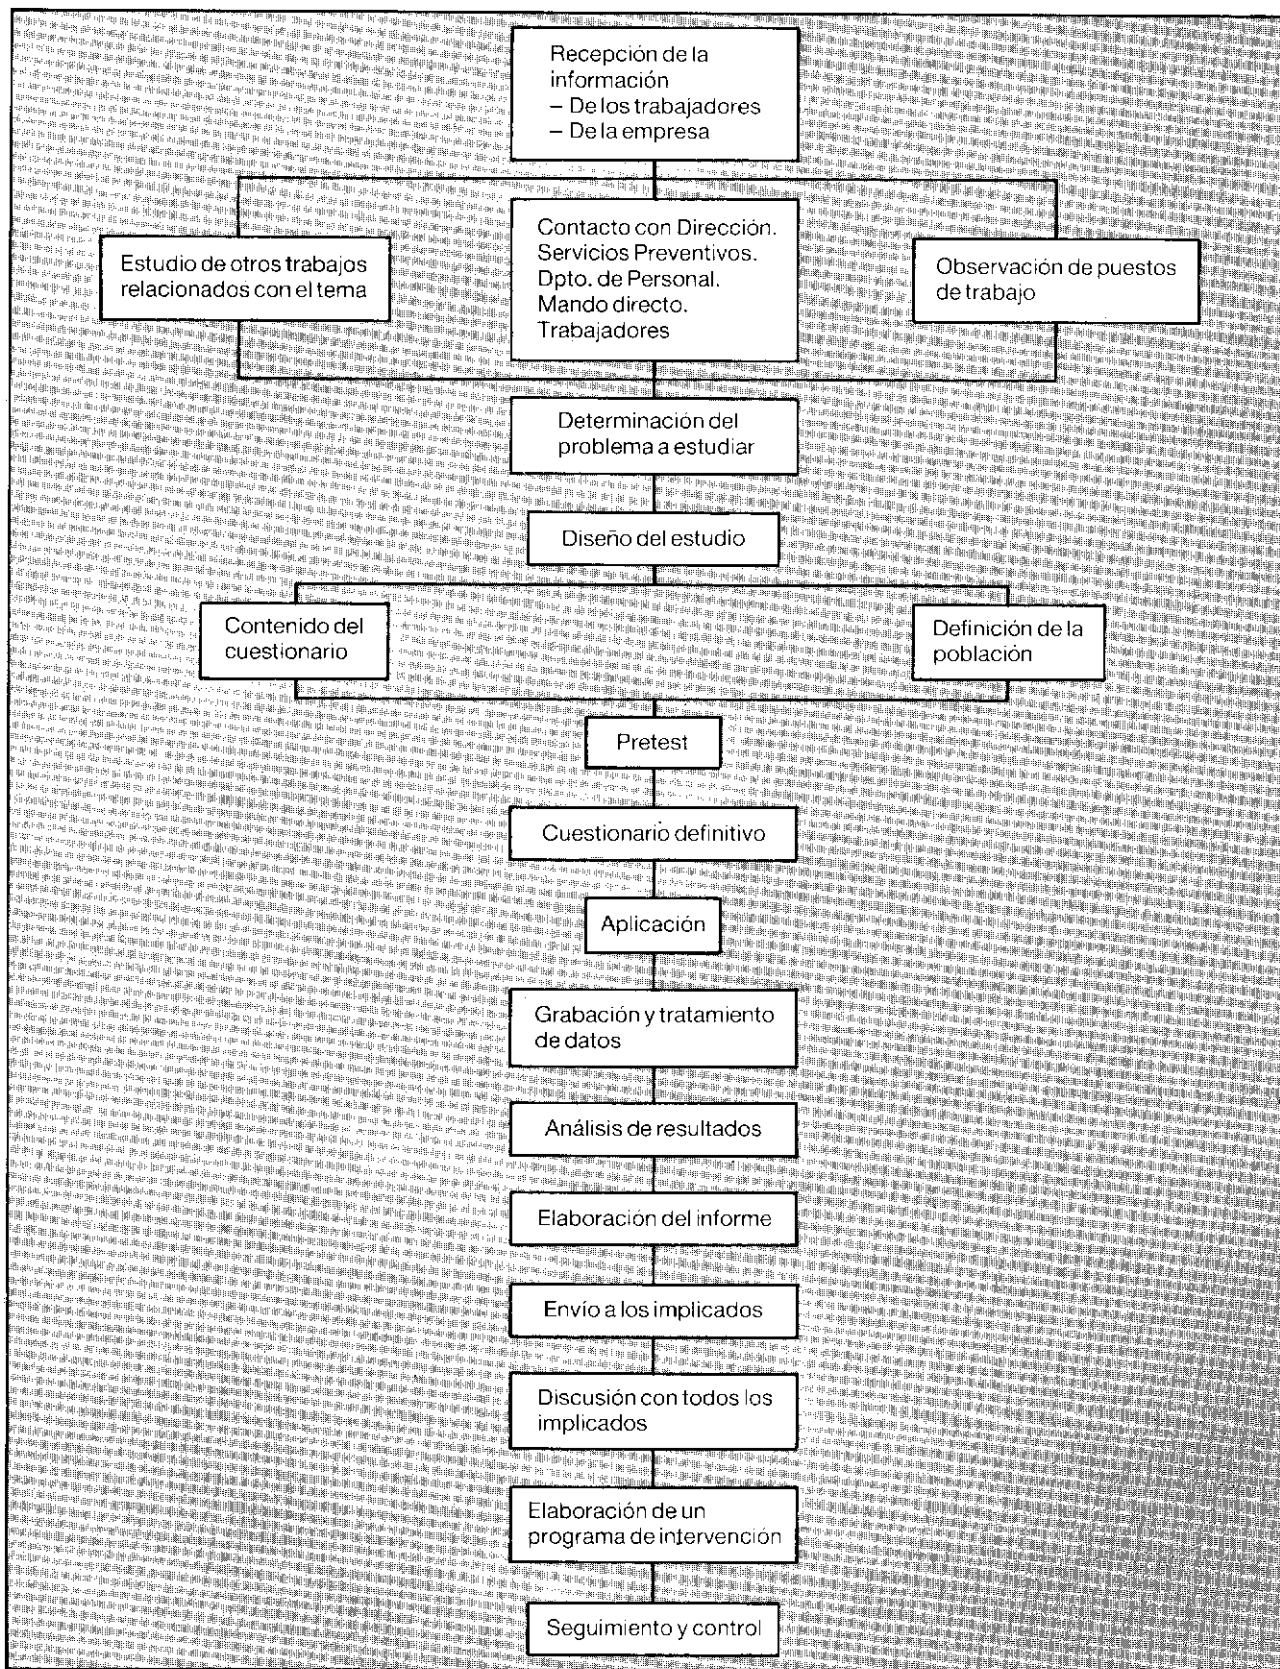 Recepción de la
información
– De los trabajadores
– De la empresa
Estudio de otros trabajos
relacionados con el tema
Contacto con Dirección.
Servicios Preventivos.
Dpto. de Personal.
Mando directo.
Trabajadores
Observación de puestos
de trabajo
Determinación del
problema a estudiar
Diseño del estudio
Contenido del
cuestionario
Definición de la
población
Pretest
Cuestionario definitivo
Aplicación
Grabación y tratamiento
de datos
Análisis de resultados
Elaboración del informe
Envío a los implicados
Discusión con todos los
implicados
Elaboración de un
programa de intervención
Seguimiento y control